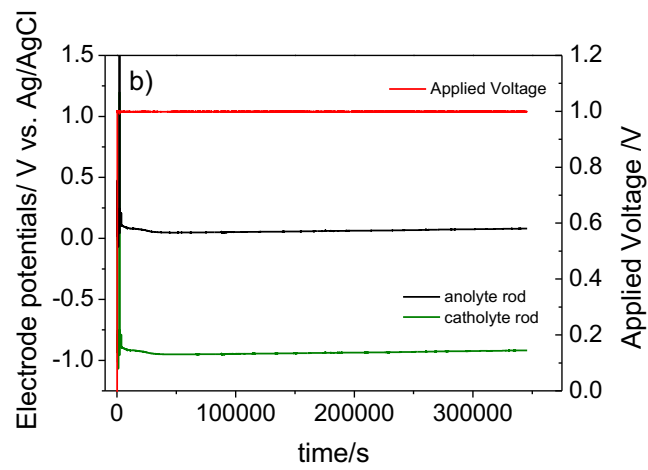 b)
Applied Voltage
anolyte rod
catholyte rod
Electrode potentials/ V vs. Ag/AgCl
1.5
1.0
0.5
0.0
-0.5
-1.0
1.2
1.0
0.8
0.6
0.4
0.2
0.0
Applied Voltage /V
0
100000
200000
300000
time/s